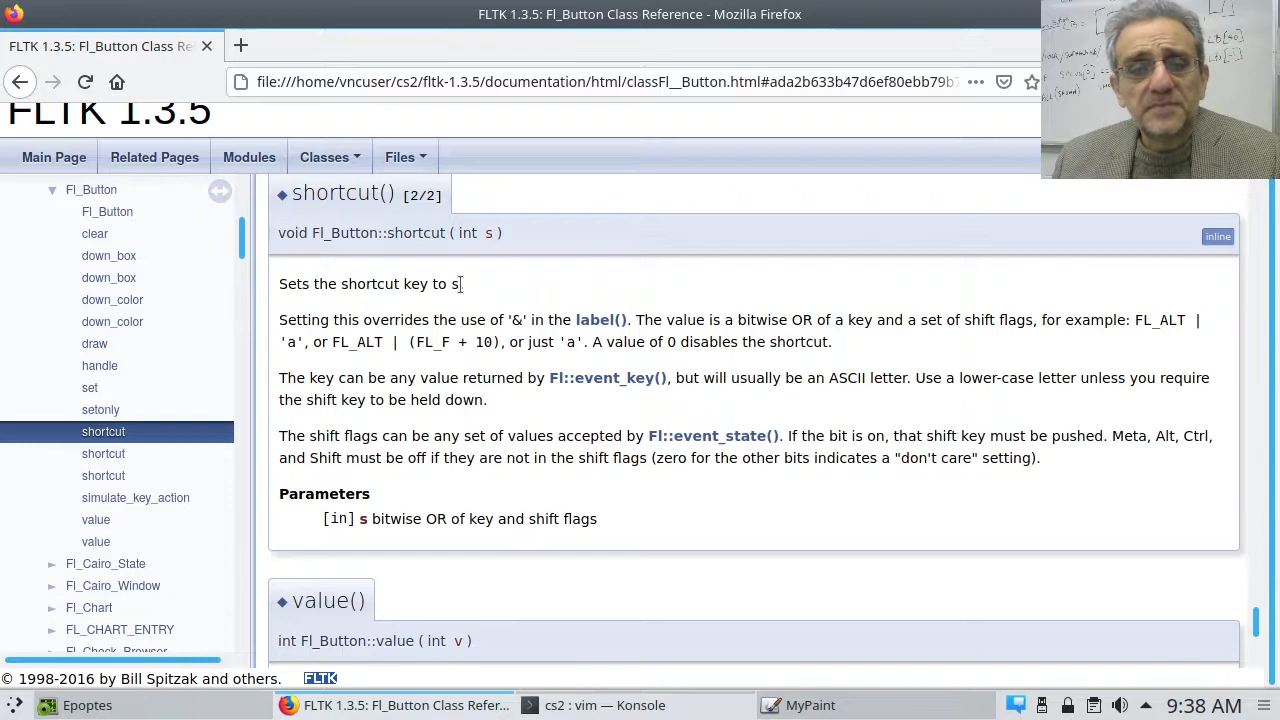 FLTK 1.3.5: Fl_Button Class Reference - Mozilla Firefox
FLTK 1.3.5: Fl_Button Class Re
file:///home/vncuser/cs2/fltk-1.3.5/documentation/html/classFl__Button.html#ada2b633b47d6ef80ebb79b7
FLTK 1.3.5
Main Page Related Pages Modules Classes Files
Fl_Button
Fl_Button
clear
down_box
down_box
down_color
down_color
draw
handle
set
setonly
shortcut
shortcut
shortcut
simulate_key_action
value
value
Fl_Cairo_State
Fl_Cairo_Window
Fl_Chart
FL_CHART_ENTRY
Fl_Check_Browser
◆ shortcut() [2/2]
void Fl_Button::shortcut ( int s )
inline
Sets the shortcut key to s
Setting this overrides the use of '&' in the label(). The value is a bitwise OR of a key and a set of shift flags, for example: FL_ALT |
'a', or FL_ALT | (FL_F + 10), or just 'a'. A value of 0 disables the shortcut.
The key can be any value returned by Fl::event_key(), but will usually be an ASCII letter. Use a lower-case letter unless you require
the shift key to be held down.
The shift flags can be any set of values accepted by Fl::event_state(). If the bit is on, that shift key must be pushed. Meta, Alt, Ctrl,
and Shift must be off if they are not in the shift flags (zero for the other bits indicates a "don't care" setting).
Parameters
[in] s bitwise OR of key and shift flags
◆ value()
int Fl_Button::value ( int v )
© 1998-2016 by Bill Spitzak and others. FLTK
Epoptes
FLTK 1.3.5: Fl_Button Class Refer...
cs2 : vim — Konsole
MyPaint
9:38 AM